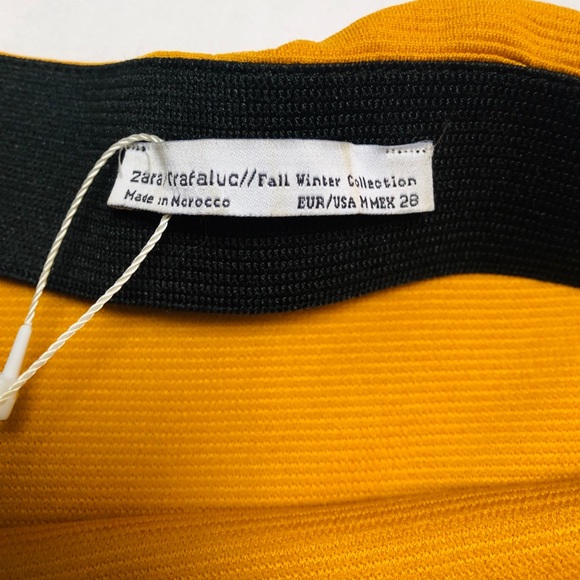 zara trafaluc//Fall Winter Collection
Made in Morocco EUR/USA M MEX 28